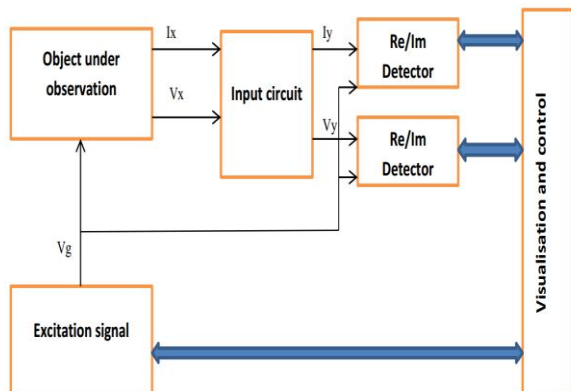 Object under
observation
Ix
Vx
Input circuit
Iy
Vy
Re/Im
Detector
Re/Im
Detector
Vg
Excitation signal
Visualisation and control